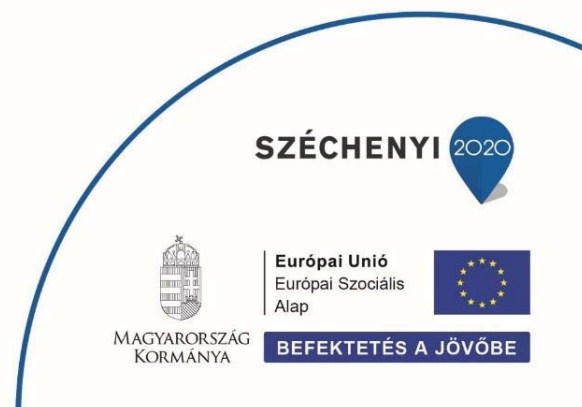 SZÉCHENYI 2020
Európai Unió
Európai Szociális
Alap
MAGYARORSZÁG
KORMÁNYA
BEFEKTETÉS A JÖVŐBE